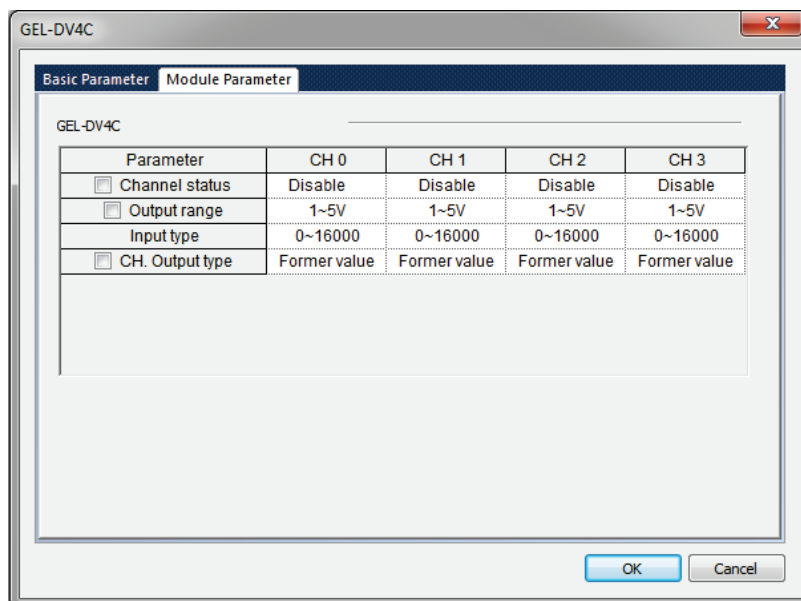 GEL-DV4C
Basic Parameter Module Parameter
GEL-DV4C
Parameter CH 0 CH 1 CH 2 CH 3
Channel status Disable Disable Disable Disable
Output range 1~5V 1~5V 1~5V 1~5V
Input type 0~16000 0~16000 0~16000 0~16000
CH. Output type Former value Former value Former value Former value
OK Cancel